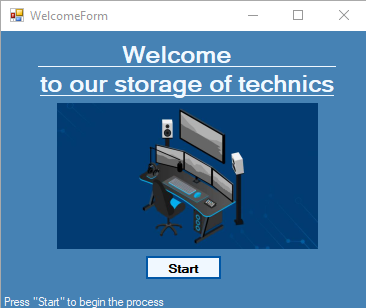 WelcomeForm
Welcome
to our storage of technics
Start
Press "Start" to begin the process